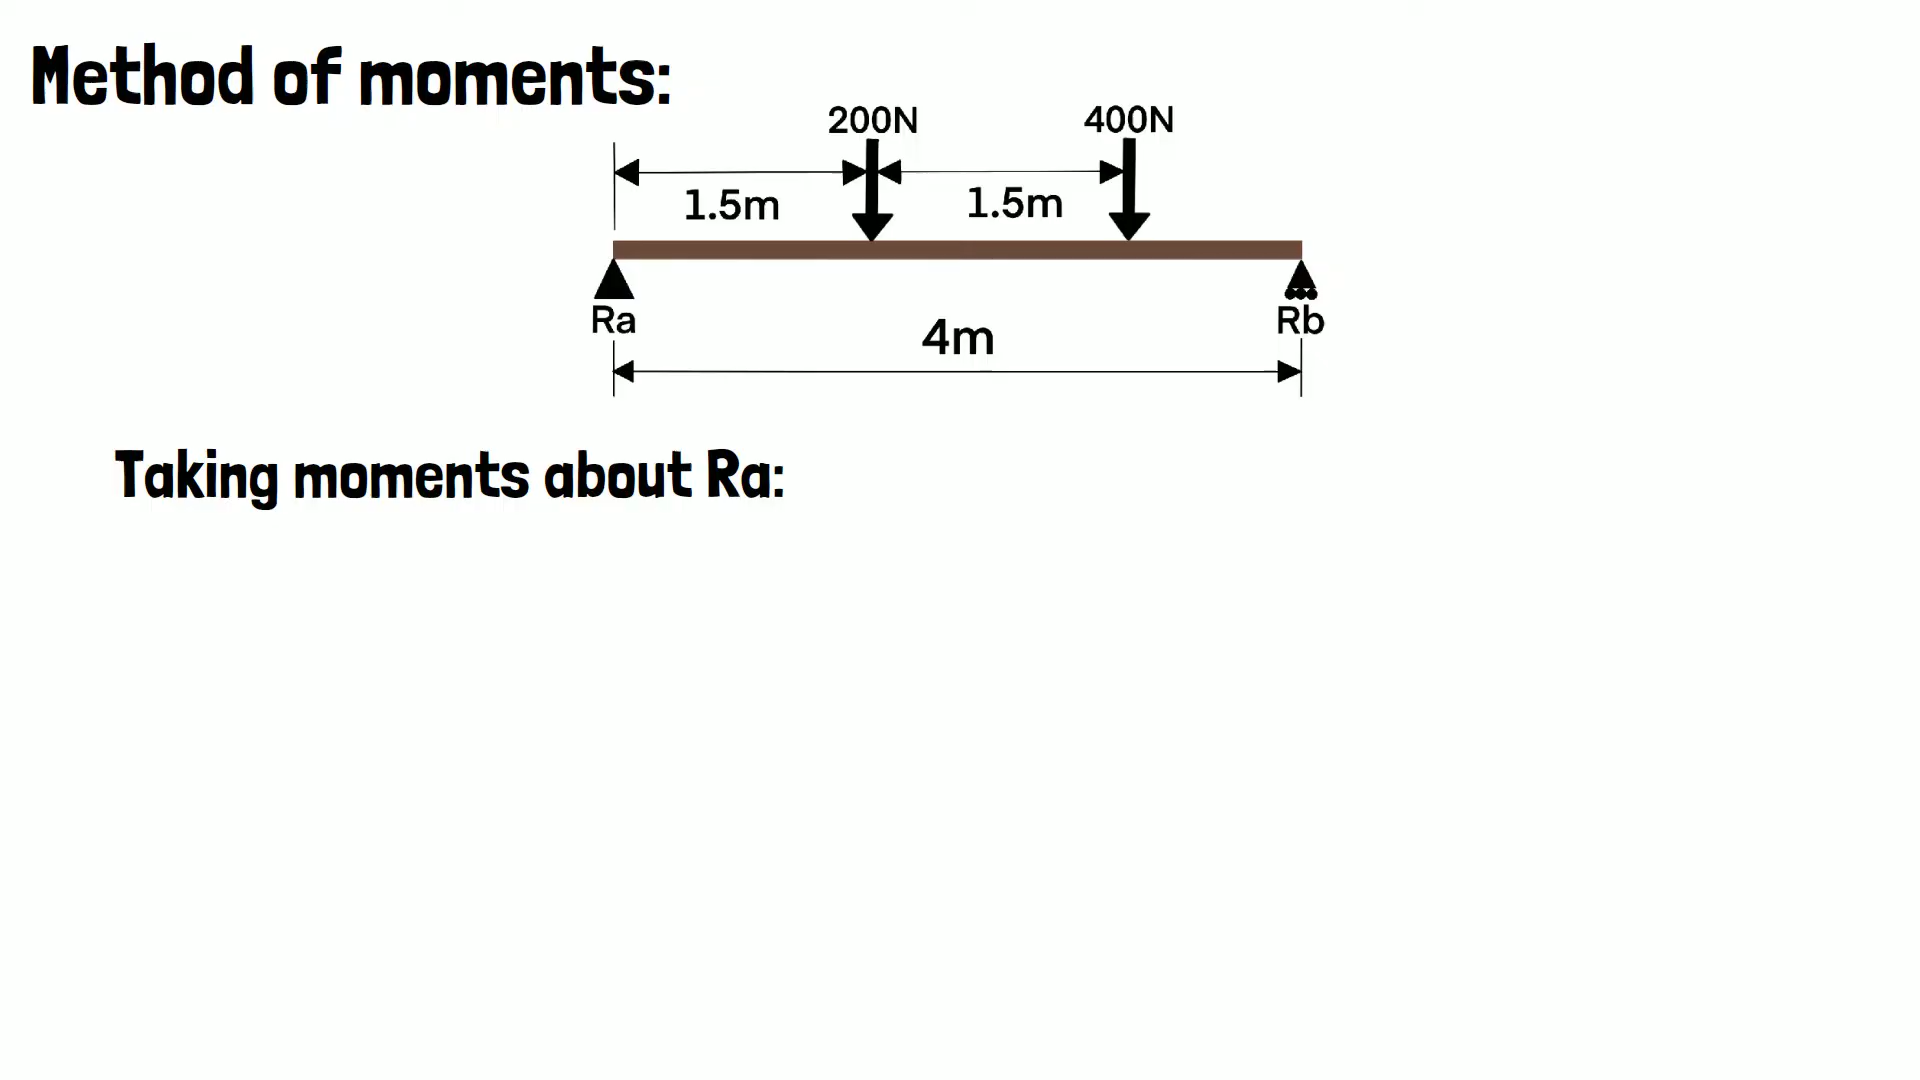 Method of moments:
200N 400N
1.5m 1.5m
Ra Rb
4m
Taking moments about Ra: